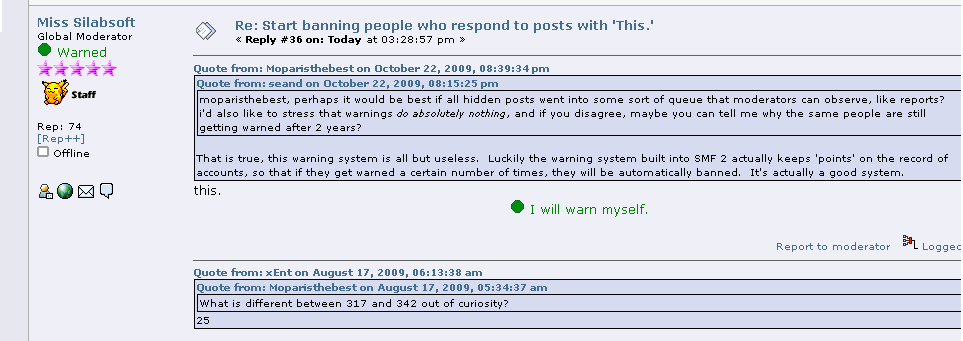 Miss Silabsoft
Global Moderator
Warned
Staff
Rep: 74
[Rep++]
Offline
Re: Start banning people who respond to posts with 'This.'
« Reply #36 on: Today at 03:28:57 pm »
Quote from: Moparisthebest on October 22, 2009, 08:39:34 pm
Quote from: seand on October 22, 2009, 08:15:25 pm
moparisthebest, perhaps it would be best if all hidden posts went into some sort of queue that moderators can observe, like reports?
i'd also like to stress that warnings do absolutely nothing, and if you disagree, maybe you can tell me why the same people are still
getting warned after 2 years?
That is true, this warning system is all but useless.  Luckily the warning system built into SMF 2 actually keeps 'points' on the record of
accounts, so that if they get warned a certain number of times, they will be automatically banned.  It's actually a good system.
this.
I will warn myself.
Report to moderator
Logged
Quote from: xEnt on August 17, 2009, 06:13:38 am
Quote from: Moparisthebest on August 17, 2009, 05:34:37 am
What is different between 317 and 342 out of curiosity?
25